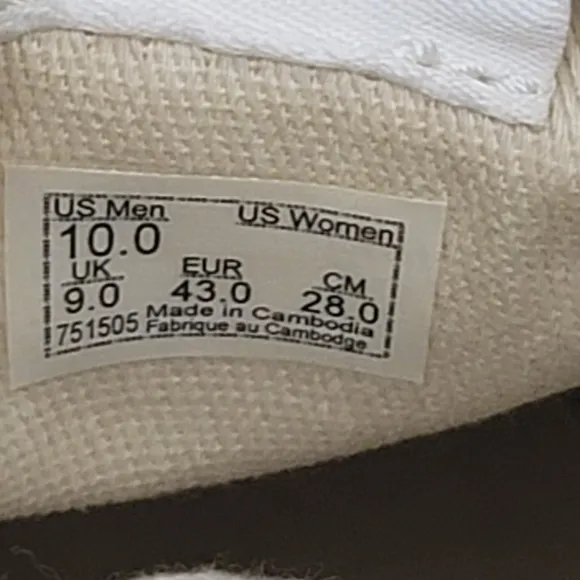 US Men US Women
10.0
UK EUR CM
9.0 43.0 28.0
751505 Made in Cambodia
Fabrique au Cambodge